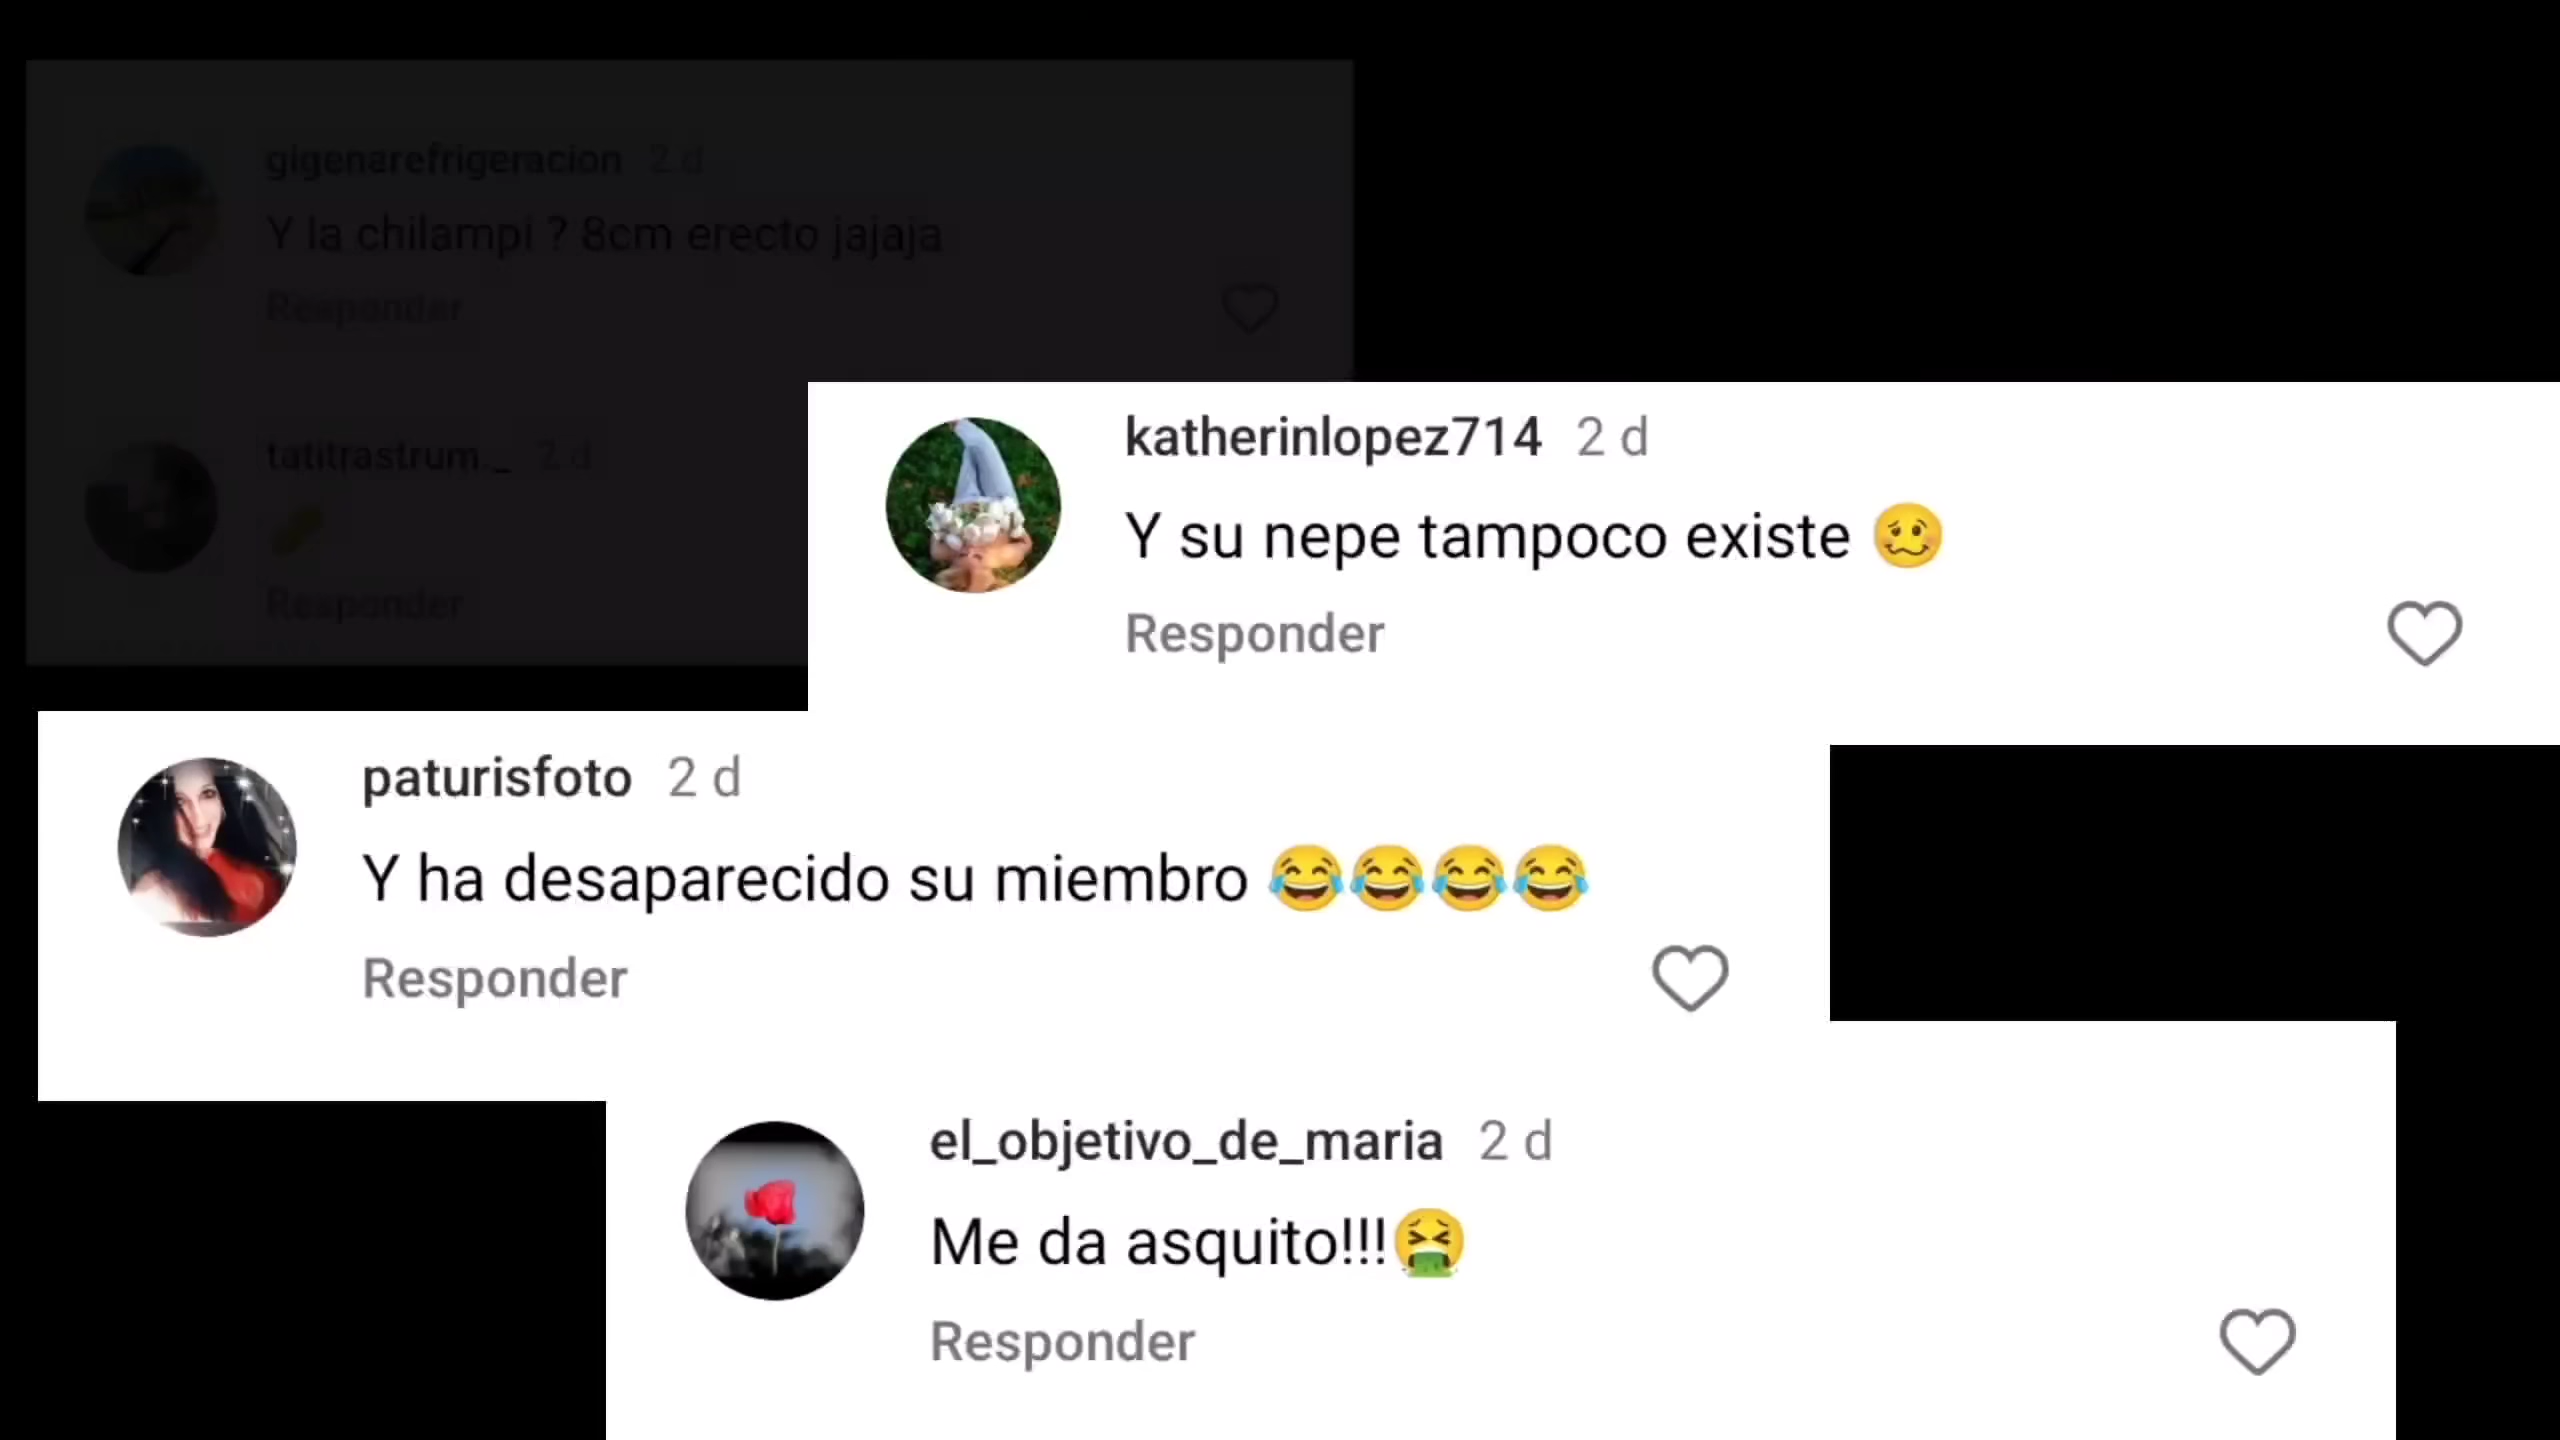 gigenarefrigeracion 2 d
Y la chilampi ? 8cm erecto jajaja
Responder
tatitrastrum._ 2 d
🥜
Responder
katherinlopez714 2 d
Y su nepe tampoco existe 🥴
Responder
paturisfoto 2 d
Y ha desaparecido su miembro 😂😂😂😂
Responder
el_objetivo_de_maria 2 d
Me da asquito!!!🤮
Responder